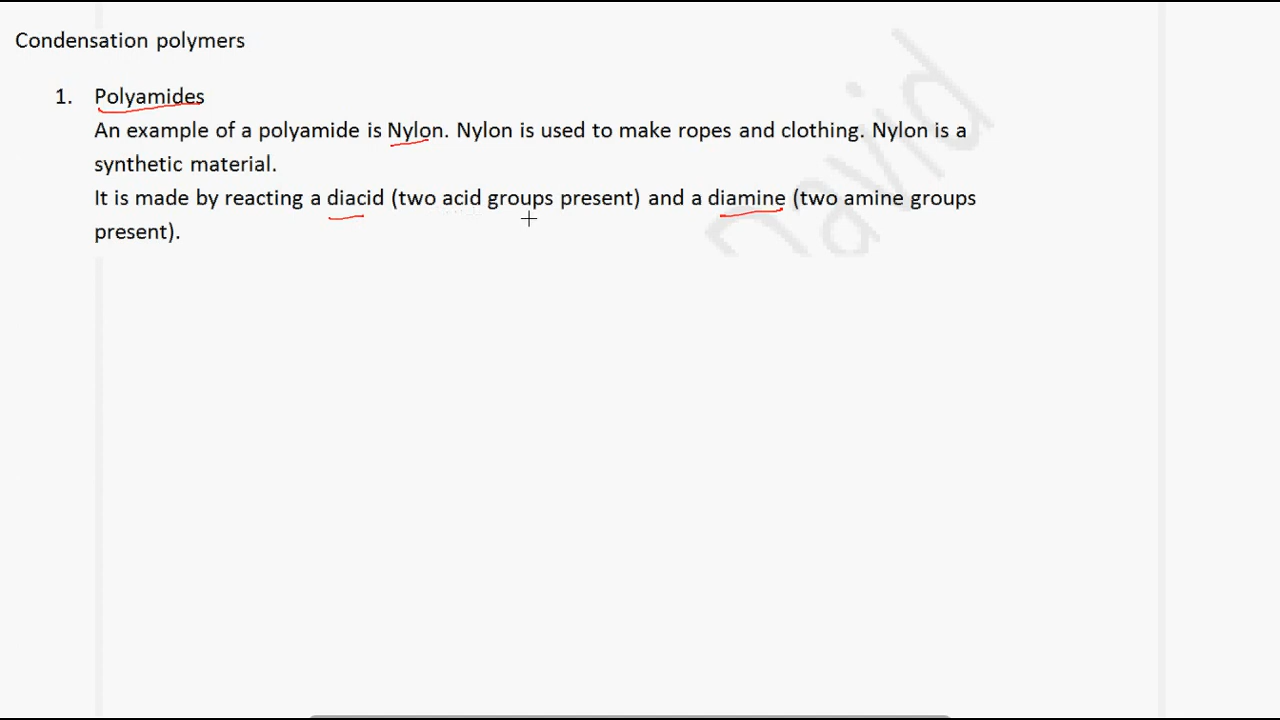 Condensation polymers
1. Polyamides
An example of a polyamide is Nylon. Nylon is used to make ropes and clothing. Nylon is a
synthetic material.
It is made by reacting a diacid (two acid groups present) and a diamine (two amine groups
present).
David